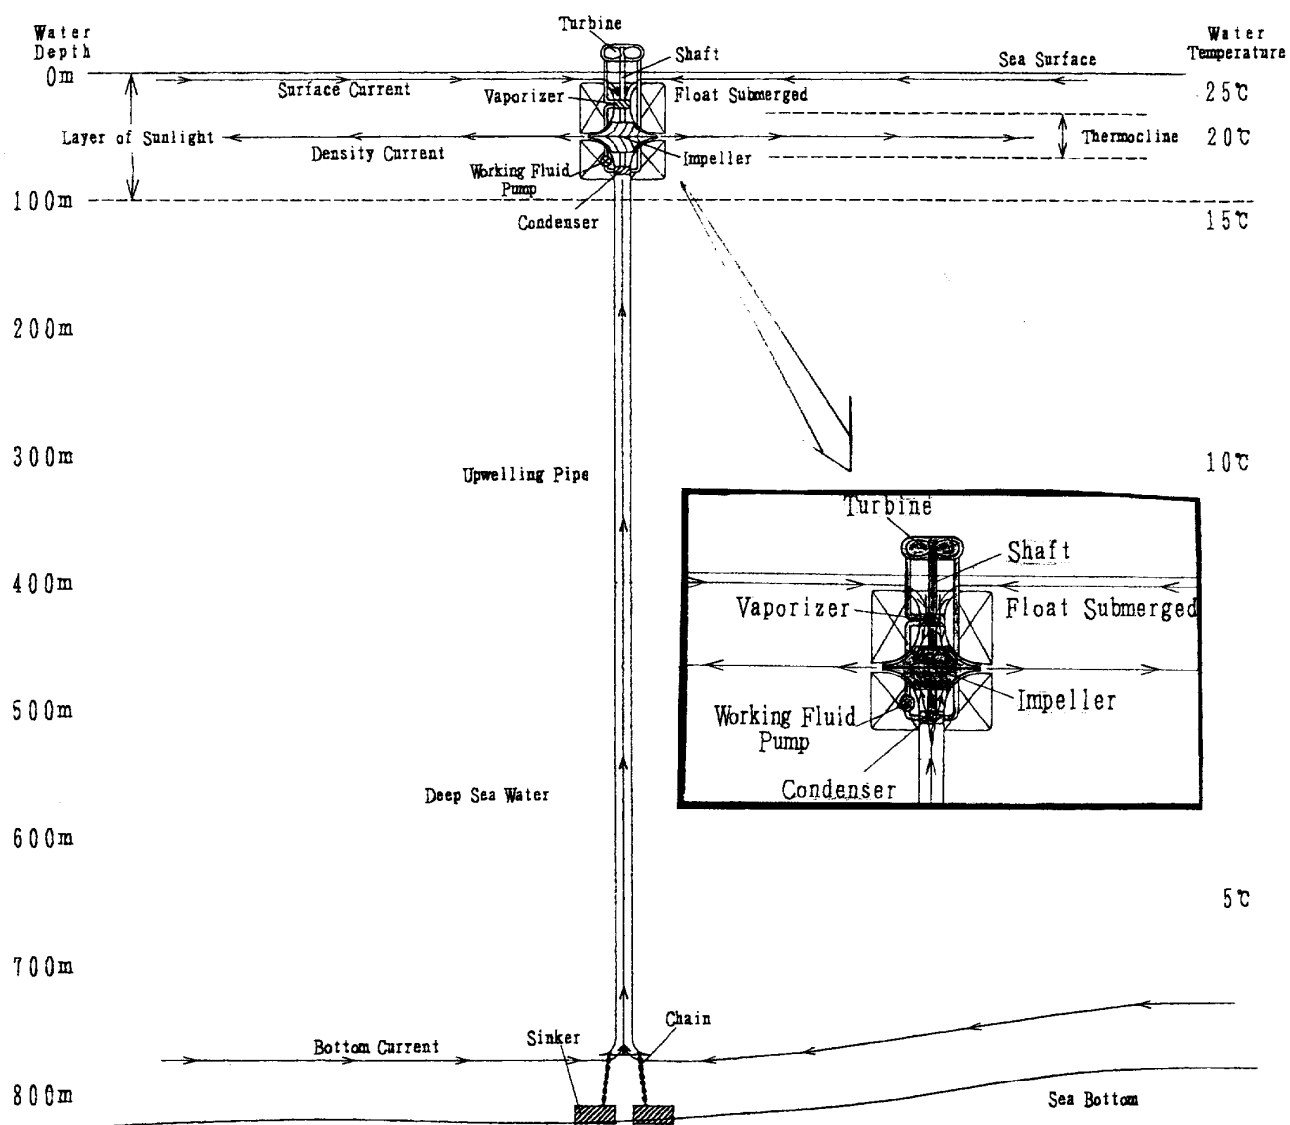 Water
Depth
Turbine
Shaft
Water
Temperature
Sea Surface
0m
Surface Current
Vaporizer
Float Submerged
25℃
Layer of Sunlight
Density Current
Thermocline
20℃
Impeller
Working Fluid
Pump
100m
Condenser
15℃
200m
300m
Upwelling Pipe
10℃
Turbine
Shaft
400m
Vaporizer
Float Submerged
500m
Impeller
Working Fluid
Pump
Condenser
Deep Sea Water
600m
5℃
700m
Chain
Sinker
Bottom Current
800m
Sea Bottom